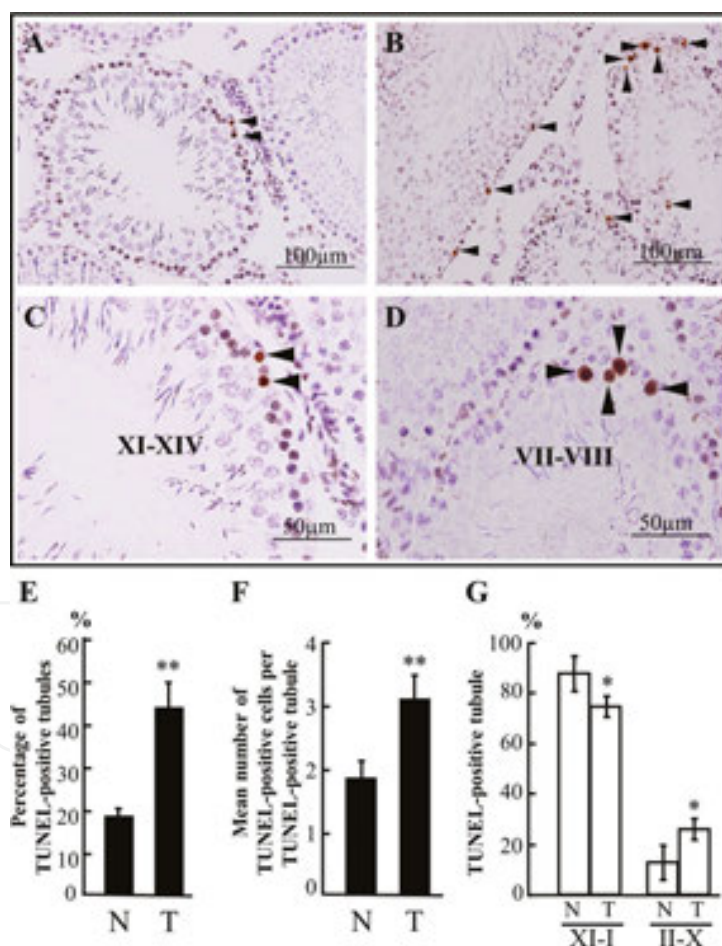 A
B
100µm
100µm
C
D
XI-XIV
VII-VIII
50µm
50µm
E
F
G
%
Percentage of
TUNEL-positive tubules
60
50
40
30
20
10
0
**
N T
Mean number of
TUNEL-positive cells per
TUNEL-positive tubule
4
3
2
1
0
**
N T
%
TUNEL-positive tubule
100
80
60
40
20
0
*
*
N T N T
XI-I II-X